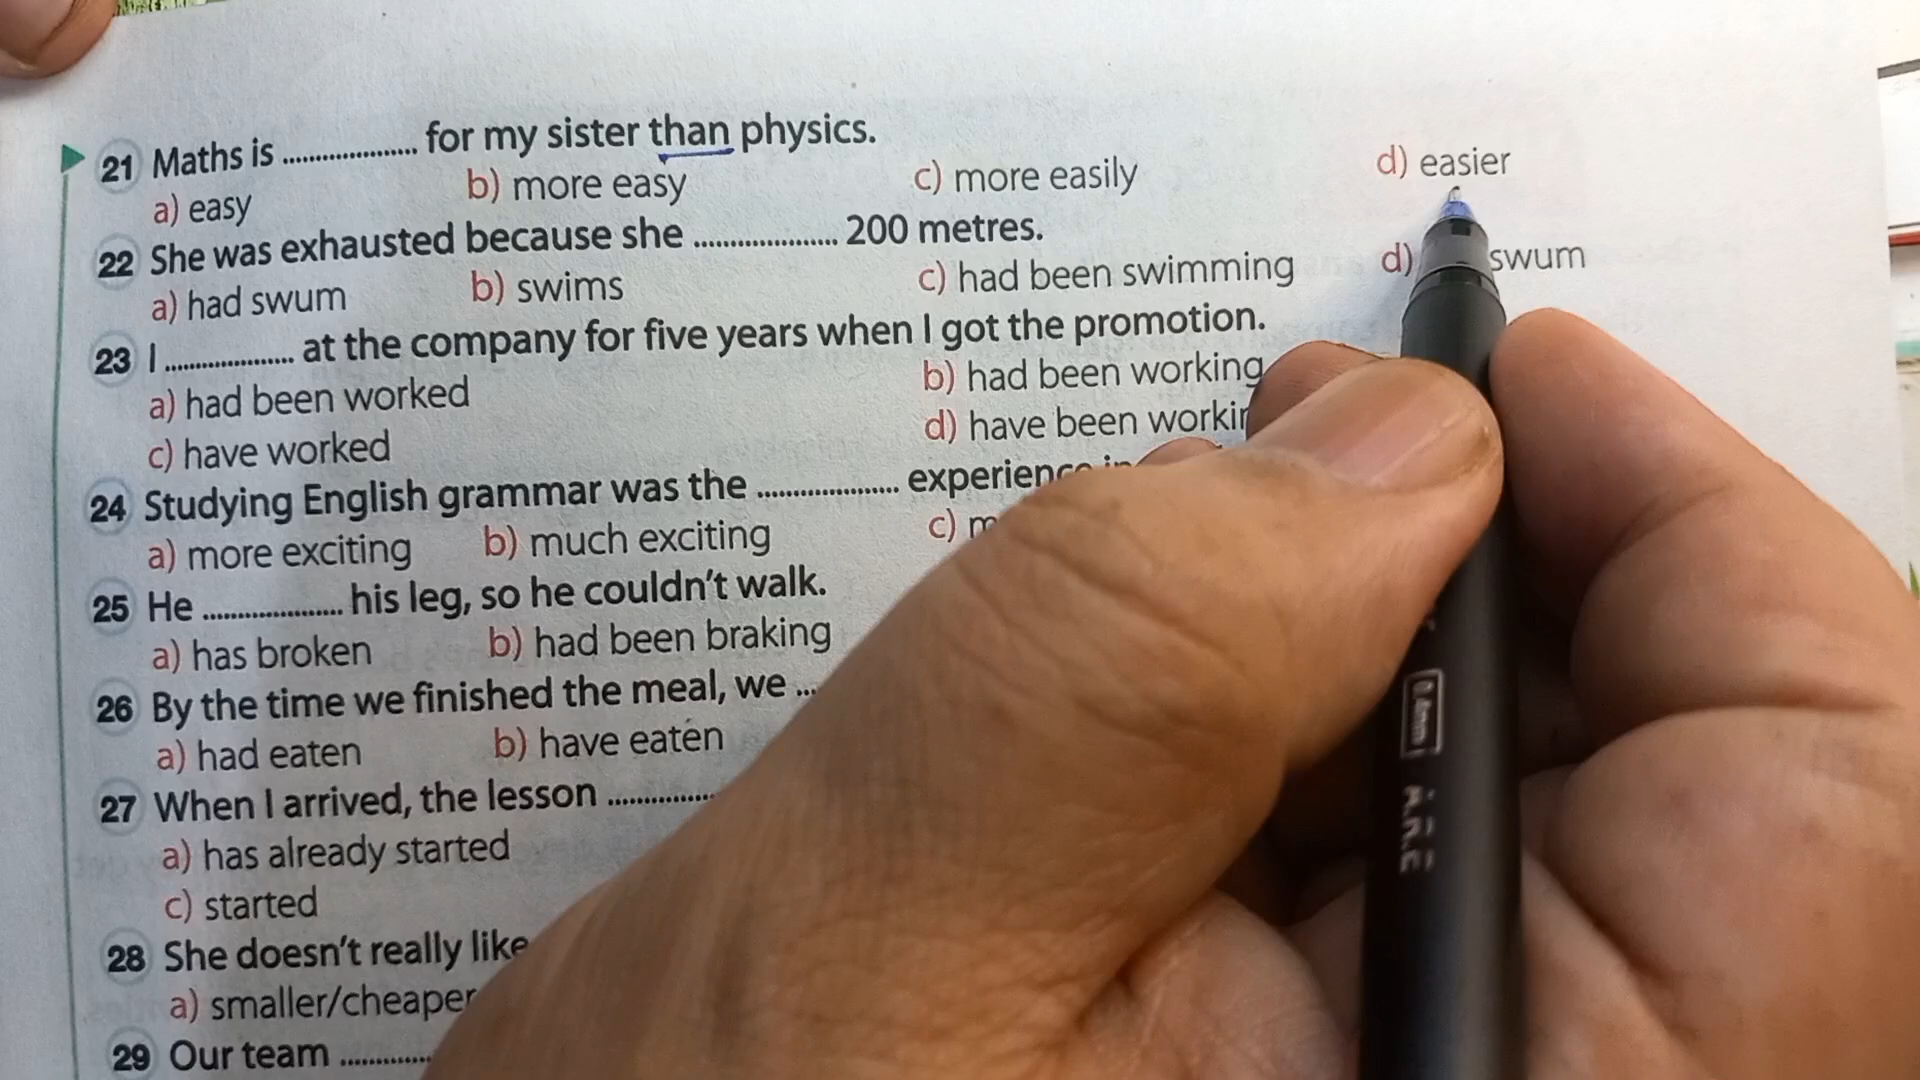 21 Maths is .................... for my sister than physics.
a) easy b) more easy c) more easily d) easier
22 She was exhausted because she .................... 200 metres.
a) had swum b) swims c) had been swimming d) swum
23 I .................... at the company for five years when I got the promotion.
a) had been worked b) had been working
c) have worked d) have been
24 Studying English grammar was the .................... experience
a) more exciting b) much exciting c)
25 He .................... his leg, so he couldn't walk.
a) has broken b) had been braking
26 By the time we finished the meal, we ...
a) had eaten b) have eaten
27 When I arrived, the lesson ................
a) has already started
c) started
28 She doesn't really like
a) smaller/cheaper
29 Our team .............